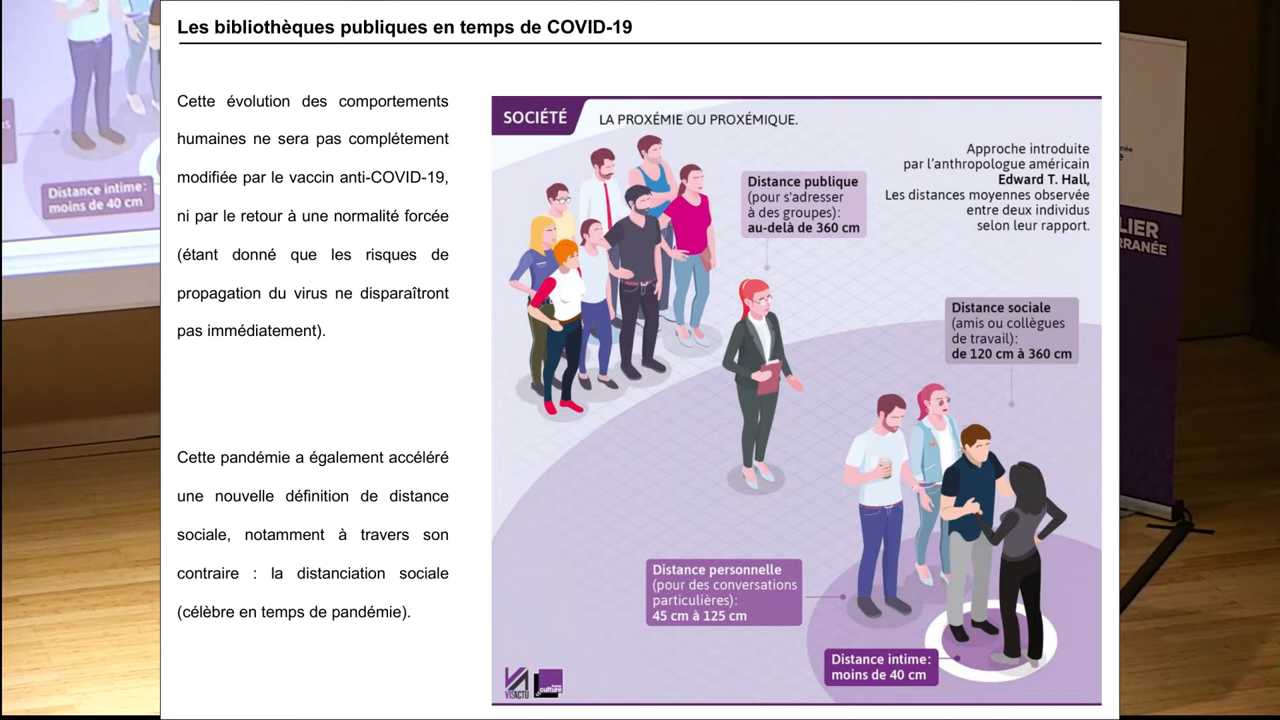 Les bibliothèques publiques en temps de COVID-19
Cette évolution des comportements
humaines ne sera pas complétement
modifiée par le vaccin anti-COVID-19,
ni par le retour à une normalité forcée
(étant donné que les risques de
propagation du virus ne disparaîtront
pas immédiatement).
Cette pandémie a également accéléré
une nouvelle définition de distance
sociale, notamment à travers son
contraire : la distanciation sociale
(célèbre en temps de pandémie).
SOCIÉTÉ
LA PROXÉMIE OU PROXÉMIQUE.
Approche introduite
par l'anthropologue américain
Edward T. Hall,
Les distances moyennes observée
entre deux individus
selon leur rapport.
Distance publique
(pour s'adresser
à des groupes):
au-delà de 360 cm
Distance sociale
(amis ou collègues
de travail):
de 120 cm à 360 cm
Distance personnelle
(pour des conversations
particulières):
45 cm à 125 cm
Distance intime:
moins de 40 cm
VISACTU
culture
Distance intime:
moins de 40 cm
LIER
RRANÉE